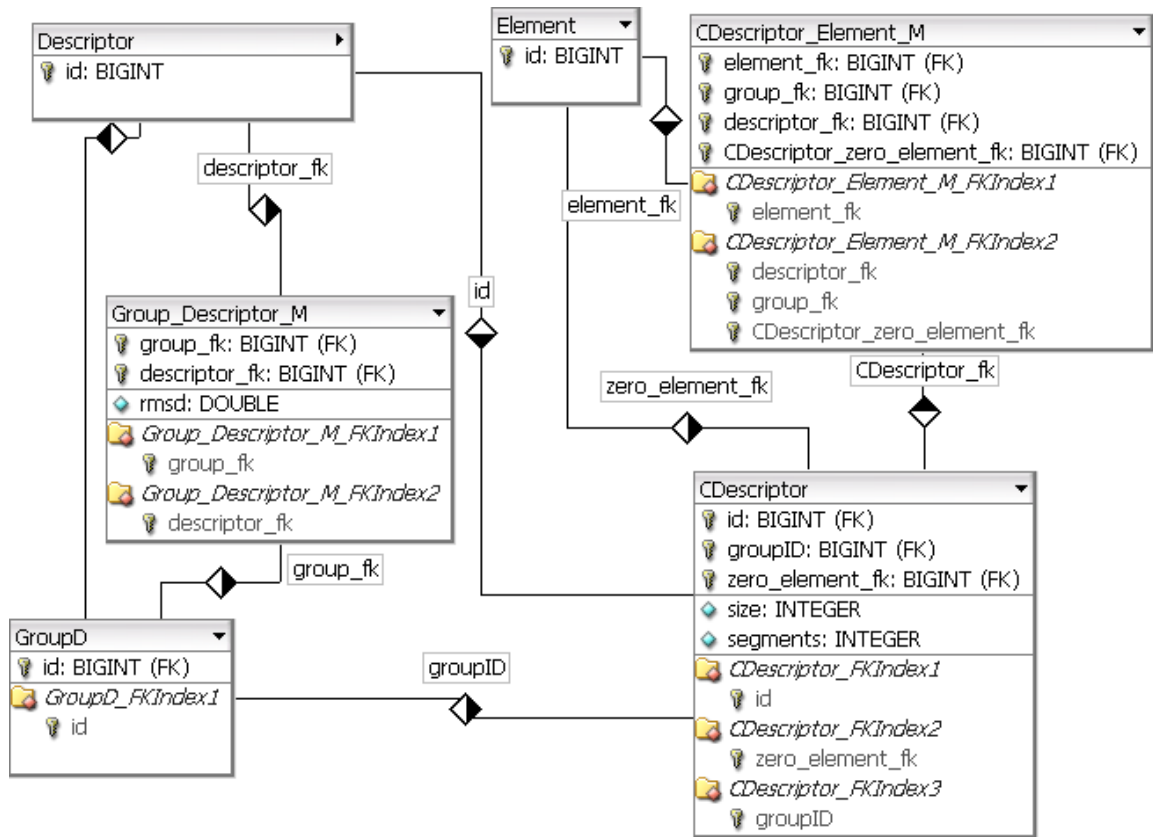 Descriptor
id: BIGINT
Element
id: BIGINT
CDescriptor_Element_M
element_fk: BIGINT (FK)
group_fk: BIGINT (FK)
descriptor_fk: BIGINT (FK)
CDescriptor_zero_element_fk: BIGINT (FK)
CDescriptor_Element_M_FKIndex1
element_fk
CDescriptor_Element_M_FKIndex2
descriptor_fk
group_fk
CDescriptor_zero_element_fk
descriptor_fk
element_fk
id
Group_Descriptor_M
group_fk: BIGINT (FK)
descriptor_fk: BIGINT (FK)
rmsd: DOUBLE
Group_Descriptor_M_FKIndex1
group_fk
Group_Descriptor_M_FKIndex2
descriptor_fk
zero_element_fk
CDescriptor_fk
group_fk
CDescriptor
id: BIGINT (FK)
groupID: BIGINT (FK)
zero_element_fk: BIGINT (FK)
size: INTEGER
segments: INTEGER
CDescriptor_FKIndex1
id
CDescriptor_FKIndex2
zero_element_fk
CDescriptor_FKIndex3
groupID
GroupD
id: BIGINT (FK)
GroupD_FKIndex1
id
groupID